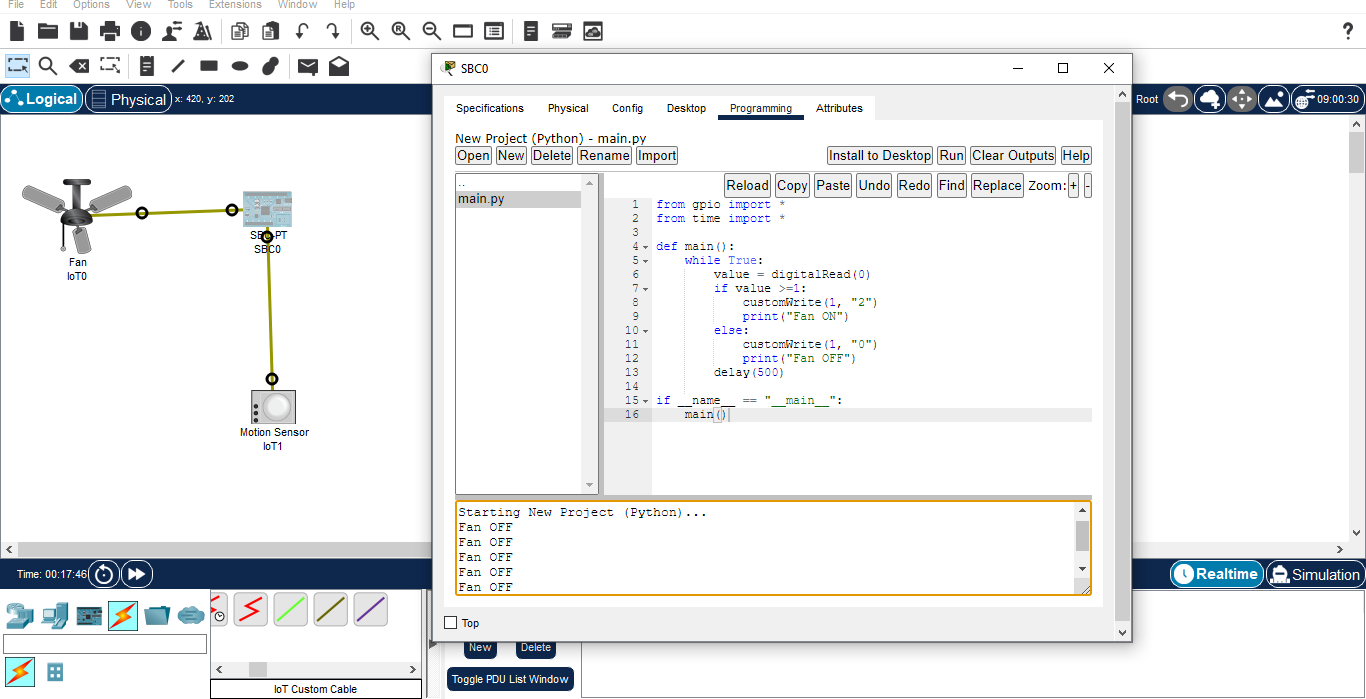 File Edit Options View Tools Extensions Window Help
?
Logical Physical x: 420, y: 202
Root 09:00:30
SBC0
Specifications Physical Config Desktop Programming Attributes
New Project (Python) - main.py
Open New Delete Rename Import Install to Desktop Run Clear Outputs Help
Reload Copy Paste Undo Redo Find Replace Zoom: + -
..
main.py
1 from gpio import *
2 from time import *
3
4 def main():
5 while True:
6 value = digitalRead(0)
7 if value >=1:
8 customWrite(1, "2")
9 print("Fan ON")
10 else:
11 customWrite(1, "0")
12 print("Fan OFF")
13 delay(500)
14
15 if __name__ == "__main__":
16 main()
Starting New Project (Python)...
Fan OFF
Fan OFF
Fan OFF
Fan OFF
Fan OFF
Top
Fan
IoT0
SBC-PT
SBC0
Motion Sensor
IoT1
Time: 00:17:46
Realtime Simulation
New Delete
Toggle PDU List Window
IoT Custom Cable